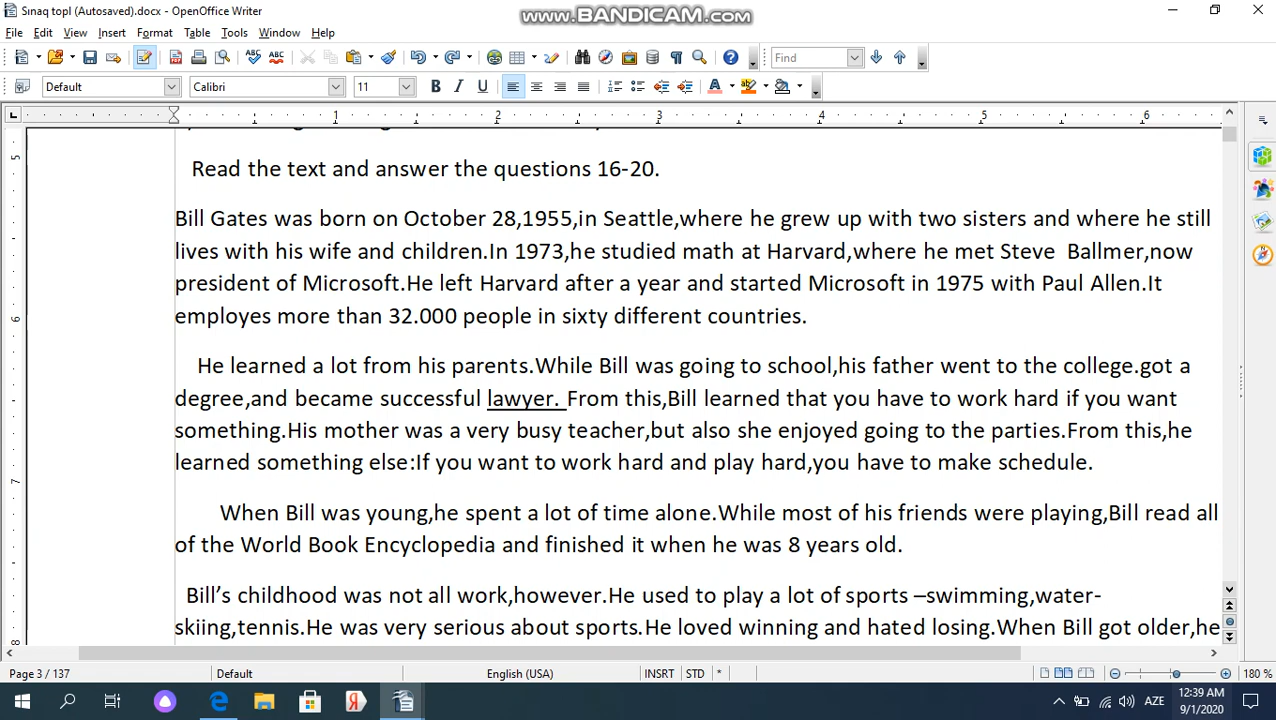 Sınaq topl (Autosaved).docx - OpenOffice Writer
www.BANDICAM.com
File Edit View Insert Format Table Tools Window Help
Find
Default Calibri 11 B I U
1 2 3 4 5 6
Read the text and answer the questions 16-20.
Bill Gates was born on October 28,1955,in Seattle,where he grew up with two sisters and where he still
lives with his wife and children.In 1973,he studied math at Harvard,where he met Steve Ballmer,now
president of Microsoft.He left Harvard after a year and started Microsoft in 1975 with Paul Allen.It
employes more than 32.000 people in sixty different countries.
He learned a lot from his parents.While Bill was going to school,his father went to the college.got a
degree,and became successful lawyer. From this,Bill learned that you have to work hard if you want
something.His mother was a very busy teacher,but also she enjoyed going to the parties.From this,he
learned something else:If you want to work hard and play hard,you have to make schedule.
When Bill was young,he spent a lot of time alone.While most of his friends were playing,Bill read all
of the World Book Encyclopedia and finished it when he was 8 years old.
Bill’s childhood was not all work,however.He used to play a lot of sports –swimming,water-
skiing,tennis.He was very serious about sports.He loved winning and hated losing.When Bill got older,he
5
6
7
8
Page 3 / 137 Default English (USA) INSRT STD * 180 %
AZE 12:39 AM
9/1/2020